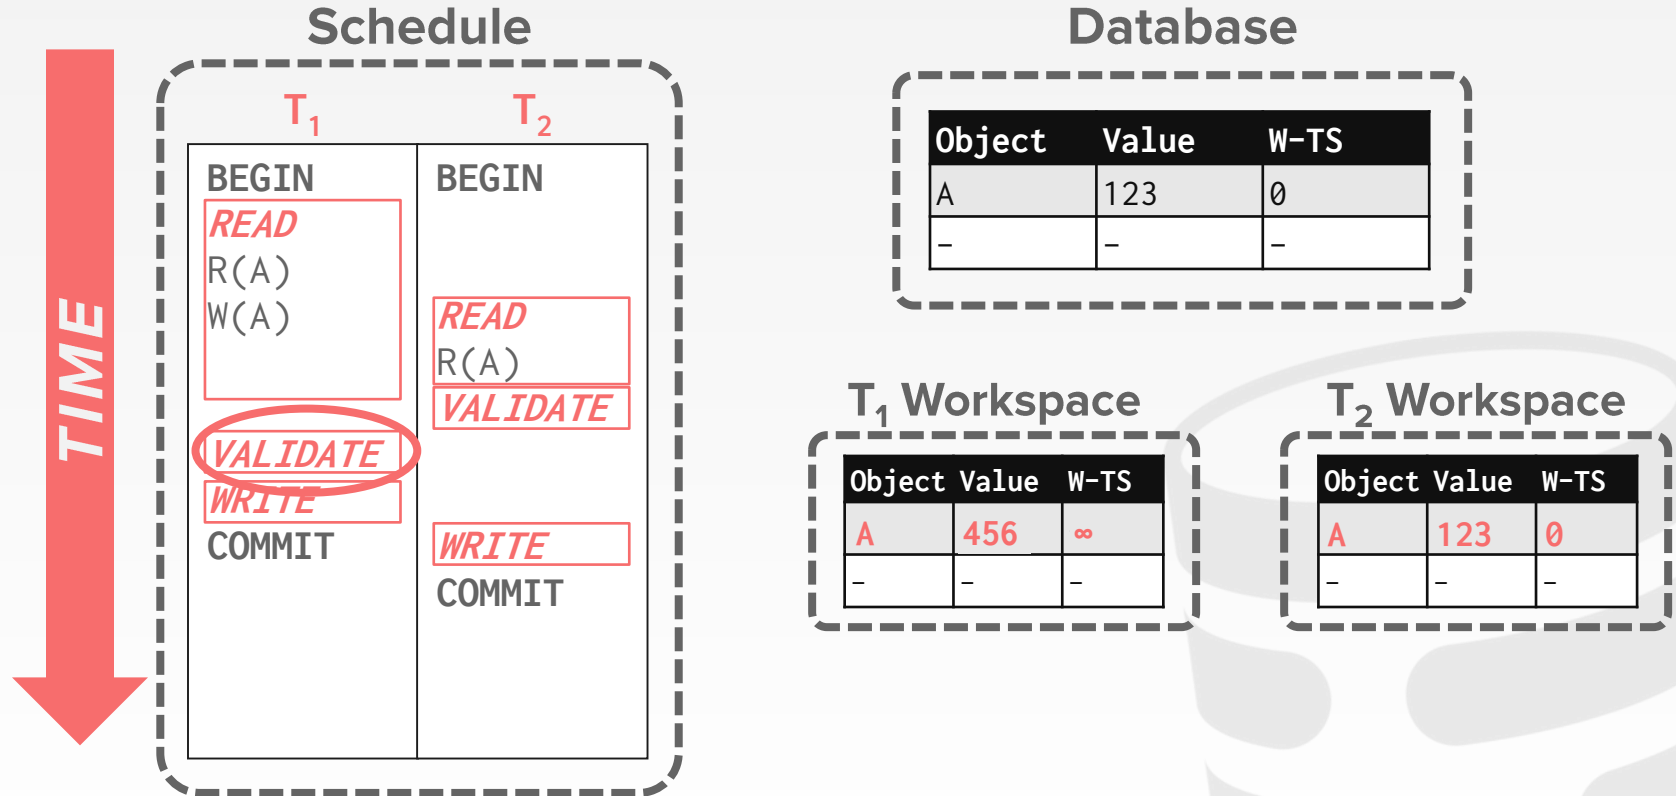 Schedule
TIME
T1 T2
BEGIN BEGIN
READ
R(A)
W(A) READ
R(A)
VALIDATE
VALIDATE
WRITE
COMMIT WRITE
COMMIT
Database
Object Value W-TS
A 123 0
- - -
T1 Workspace
Object Value W-TS
A 456 ∞
- - -
T2 Workspace
Object Value W-TS
A 123 0
- - -